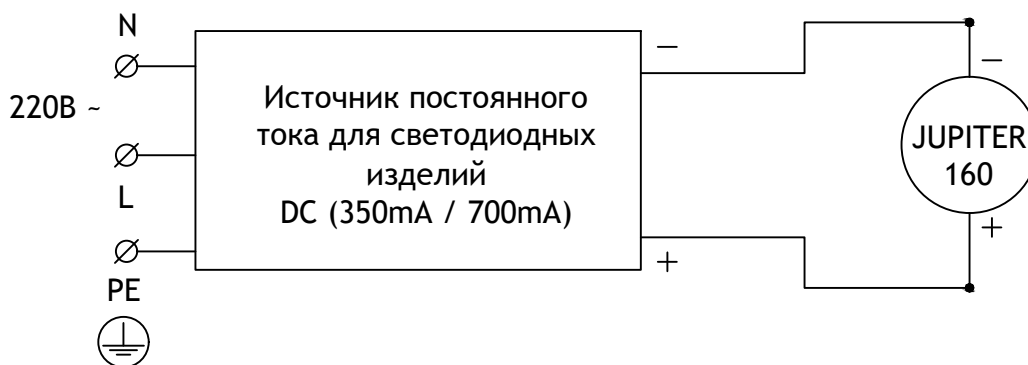 N
220В ~
L
PE
Источник постоянного
тока для светодиодных
изделий
DC (350mA / 700mA)
−
+
−
JUPITER
160
+